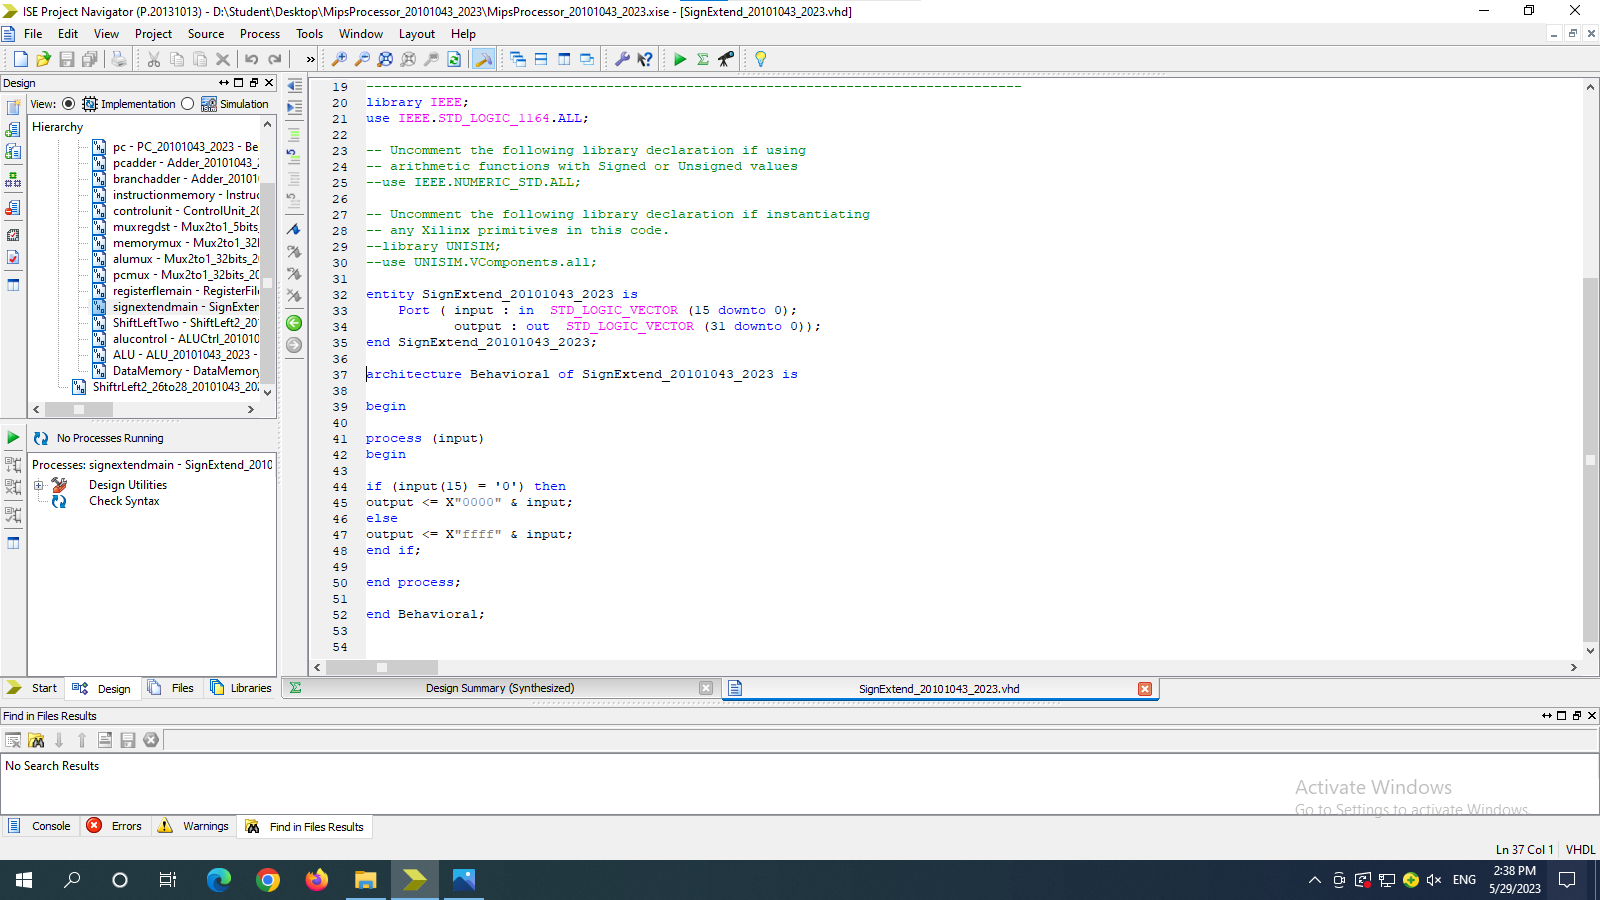 ISE Project Navigator (P.20131013) - D:\Student\Desktop\MipsProcessor_20101043_2023\MipsProcessor_20101043_2023.xise - [SignExtend_20101043_2023.vhd]
File Edit View Project Source Process Tools Window Layout Help
Design
View: Implementation Simulation
Hierarchy
pc - PC_20101043_2023 - Be
pcadder - Adder_20101043_
branchadder - Adder_20101
instructionmemory - Instruc
controlunit - ControlUnit_20
muxregdst - Mux2to1_5bits_
memorymux - Mux2to1_32l
alumux - Mux2to1_32bits_2
pcmux - Mux2to1_32bits_20
registerflemain - RegisterFil
signextendmain - SignExter
ShiftLeftTwo - ShiftLeft2_20
alucontrol - ALUCtrl_20101
ALU - ALU_20101043_2023 -
DataMemory - DataMemory
ShiftrLeft2_26to28_20101043_20
No Processes Running
Processes: signextendmain - SignExtend_2010
Design Utilities
Check Syntax
Start Design Files Libraries
19 ----------------------------------------------------------------------------------
20 library IEEE;
21 use IEEE.STD_LOGIC_1164.ALL;
22
23 -- Uncomment the following library declaration if using
24 -- arithmetic functions with Signed or Unsigned values
25 --use IEEE.NUMERIC_STD.ALL;
26
27 -- Uncomment the following library declaration if instantiating
28 -- any Xilinx primitives in this code.
29 --library UNISIM;
30 --use UNISIM.VComponents.all;
31
32 entity SignExtend_20101043_2023 is
33 Port ( input : in STD_LOGIC_VECTOR (15 downto 0);
34 output : out STD_LOGIC_VECTOR (31 downto 0));
35 end SignExtend_20101043_2023;
36
37 architecture Behavioral of SignExtend_20101043_2023 is
38
39 begin
40
41 process (input)
42 begin
43
44 if (input(15) = '0') then
45 output <= X"0000" & input;
46 else
47 output <= X"ffff" & input;
48 end if;
49
50 end process;
51
52 end Behavioral;
53
54
Design Summary (Synthesized) SignExtend_20101043_2023.vhd
Find in Files Results
No Search Results
Activate Windows
Go to Settings to activate Windows.
Console Errors Warnings Find in Files Results
Ln 37 Col 1 VHDL
ENG
2:38 PM
5/29/2023